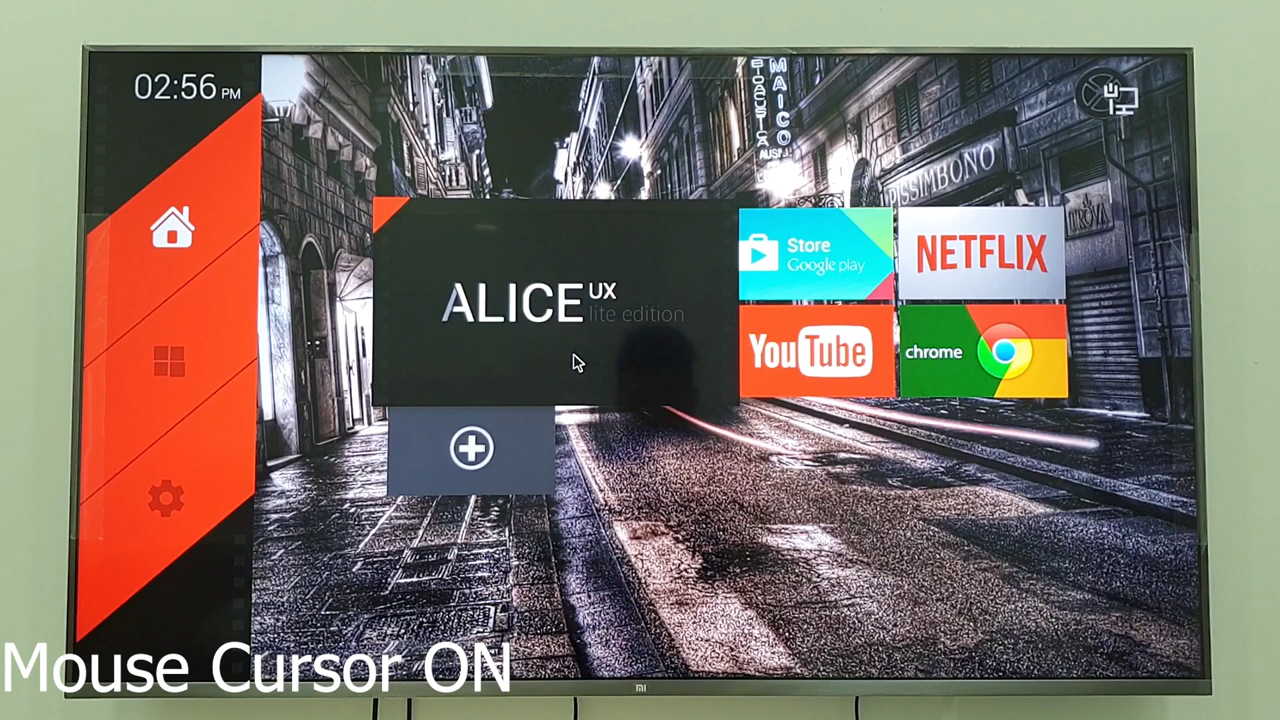 02:56 PM
MAICO
PISSIMBONO
ALICE UX
lite edition
Store
Google play
NETFLIX
YouTube
chrome
Mouse Cursor ON
mi